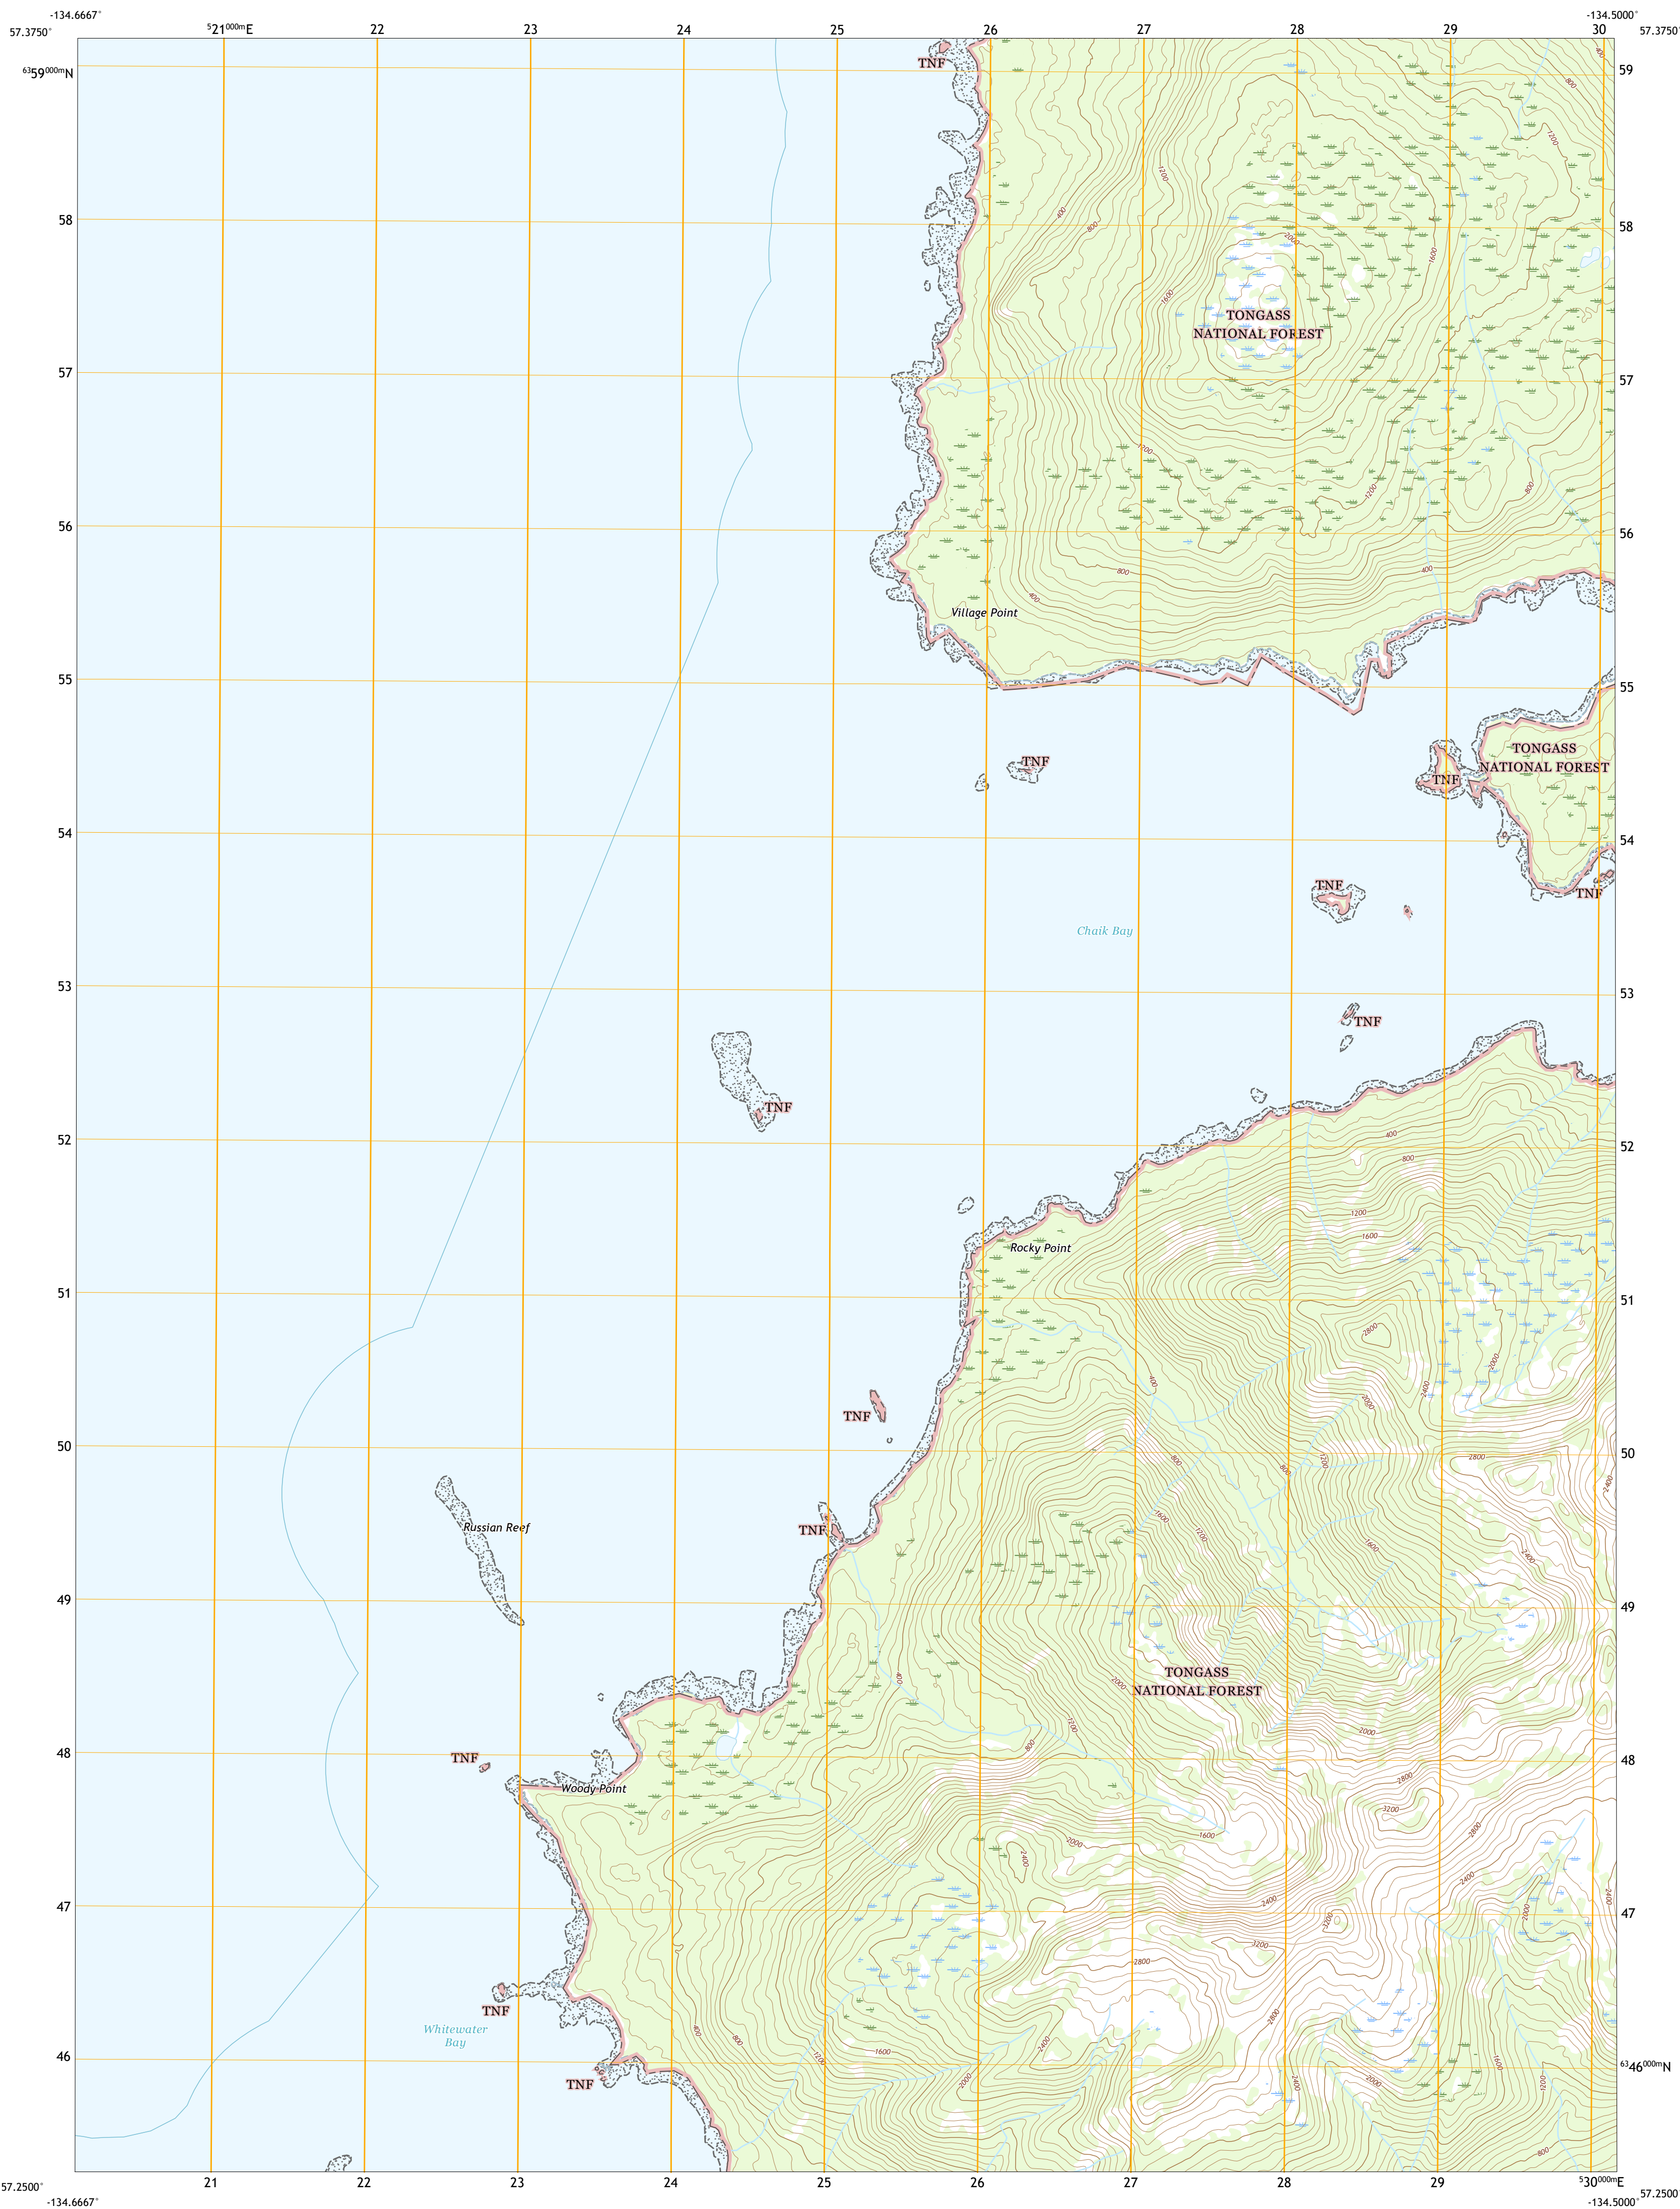 -134.6667°
-134.5000°
57.3750°
521000mE
22
23
24
25
26
27
28
29
30
57.3750°
6359000mN
TNF
59
58
58
57
TONGASS
NATIONAL FOREST
57
56
56
Village Point
55
55
TNF
TONGASS
NATIONAL FOREST
TNF
54
54
TNF
TNF
Chaik Bay
53
53
TNF
TNF
52
52
Rocky Point
51
51
TNF
50
50
Russian Reef
TNF
49
49
TONGASS
NATIONAL FOREST
TNF
48
48
Woody Point
47
47
TNF
Whitewater
Bay
46
6346000mN
TNF
57.2500°
21
22
23
24
25
26
27
28
29
530000mE
57.2500°
-134.6667°
-134.5000°